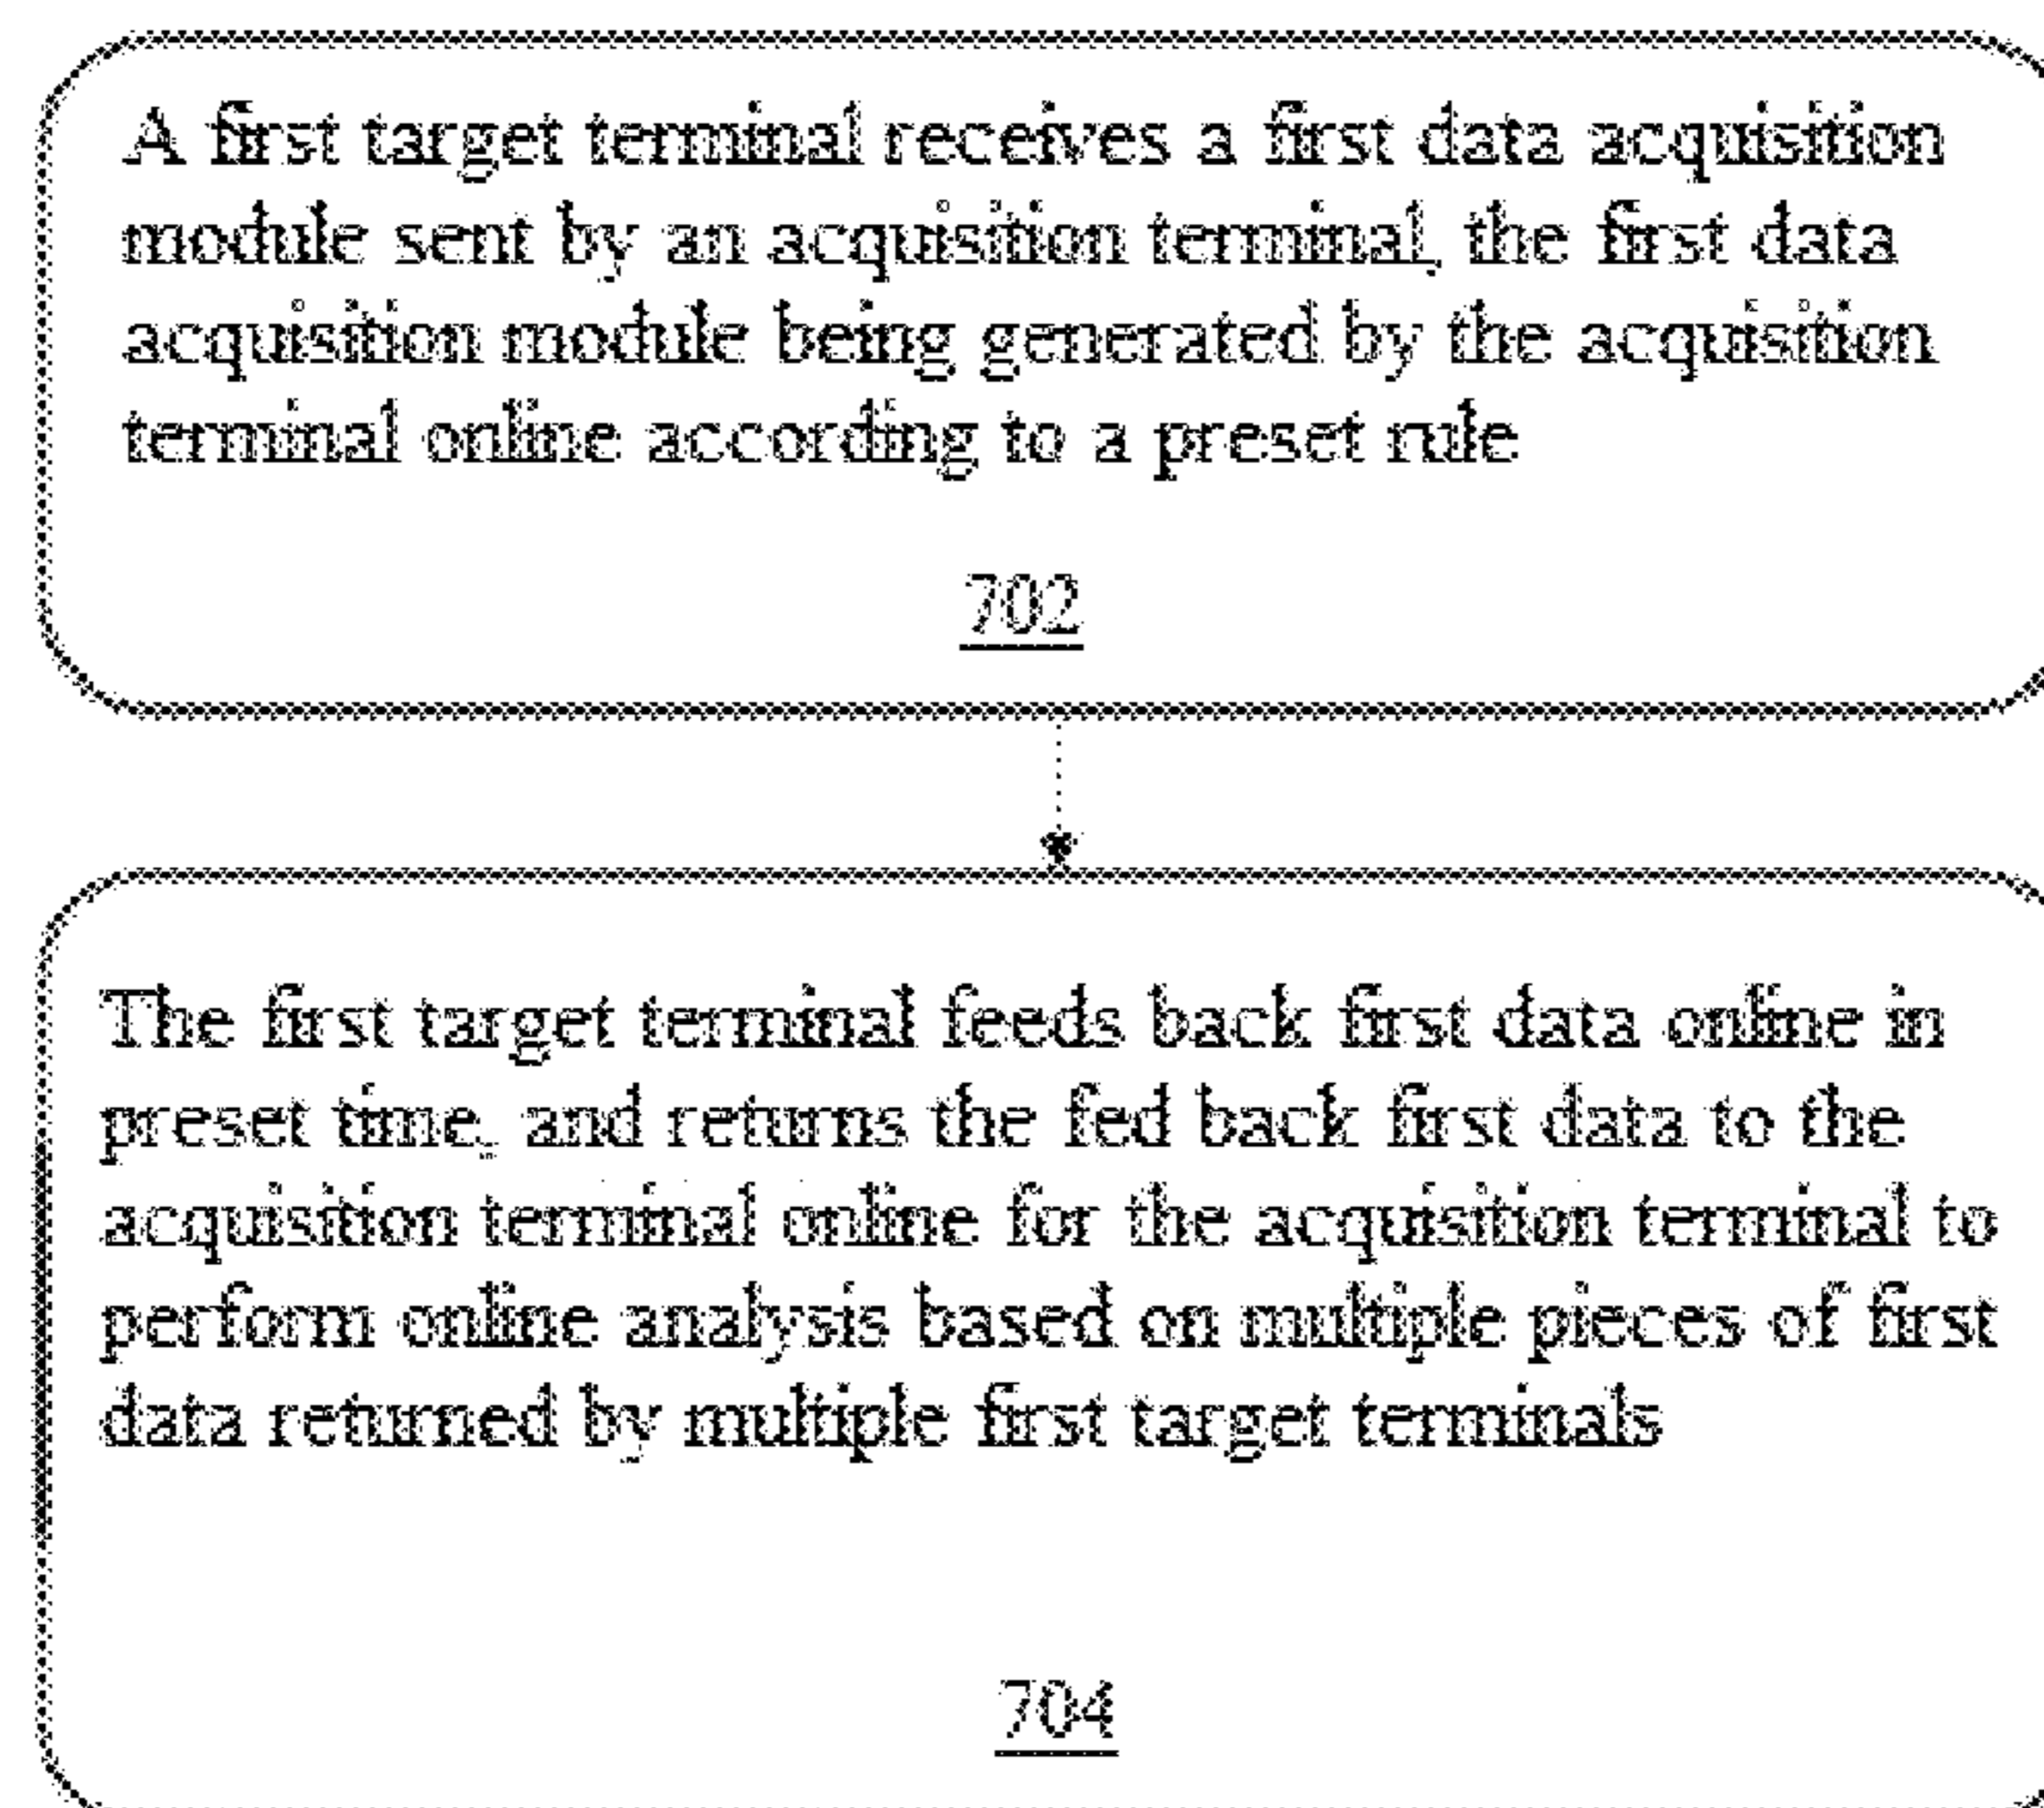 A first target terminal receives a first data acquisition
module sent by an acquisition terminal, the first data
acquisition module being generated by the acquisition
terminal online according to a preset rule
702
The first target terminal feeds back first data online in
preset time, and returns the fed back first data to the
acquisition terminal online for the acquisition terminal to
perform online analysis based on multiple pieces of first
data returned by multiple first target terminals
704